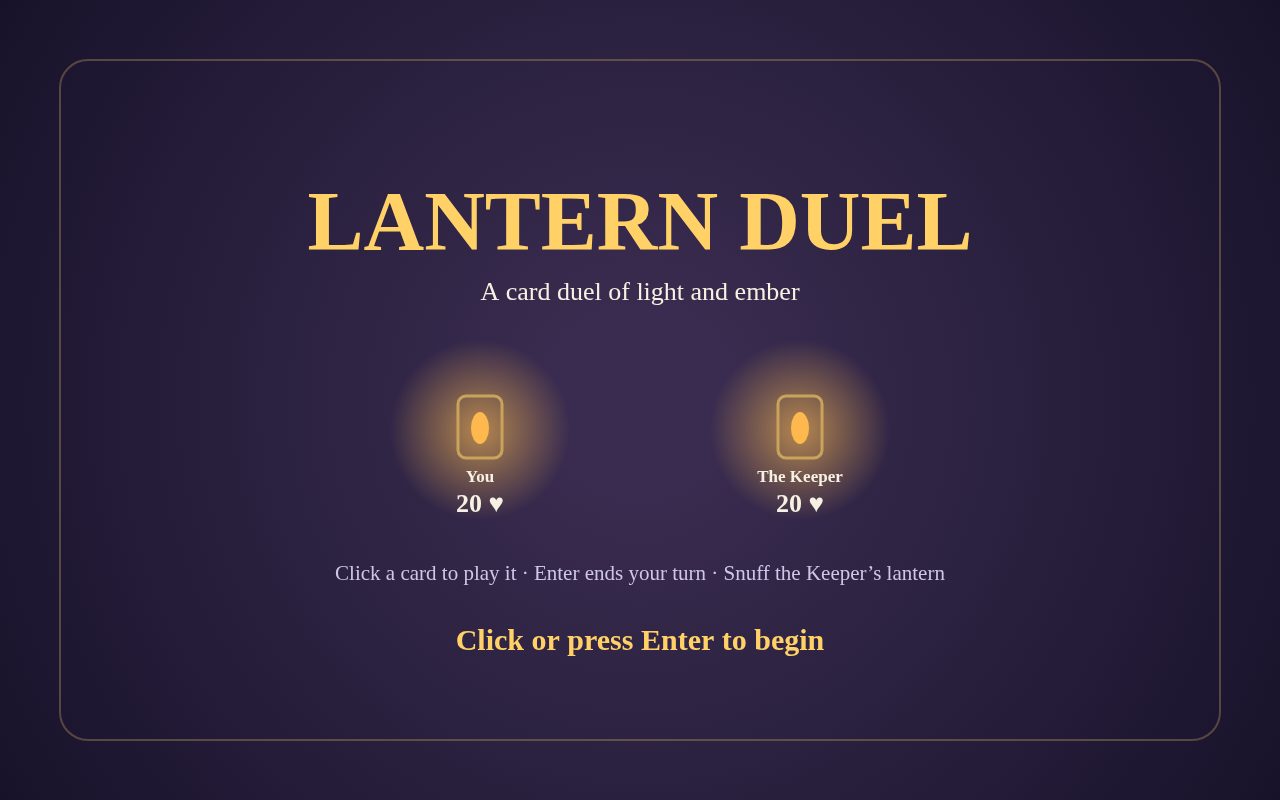 LANTERN DUEL
A card duel of light and ember
You
20 ♥
The Keeper
20 ♥
Click a card to play it · Enter ends your turn · Snuff the Keeper’s lantern
Click or press Enter to begin